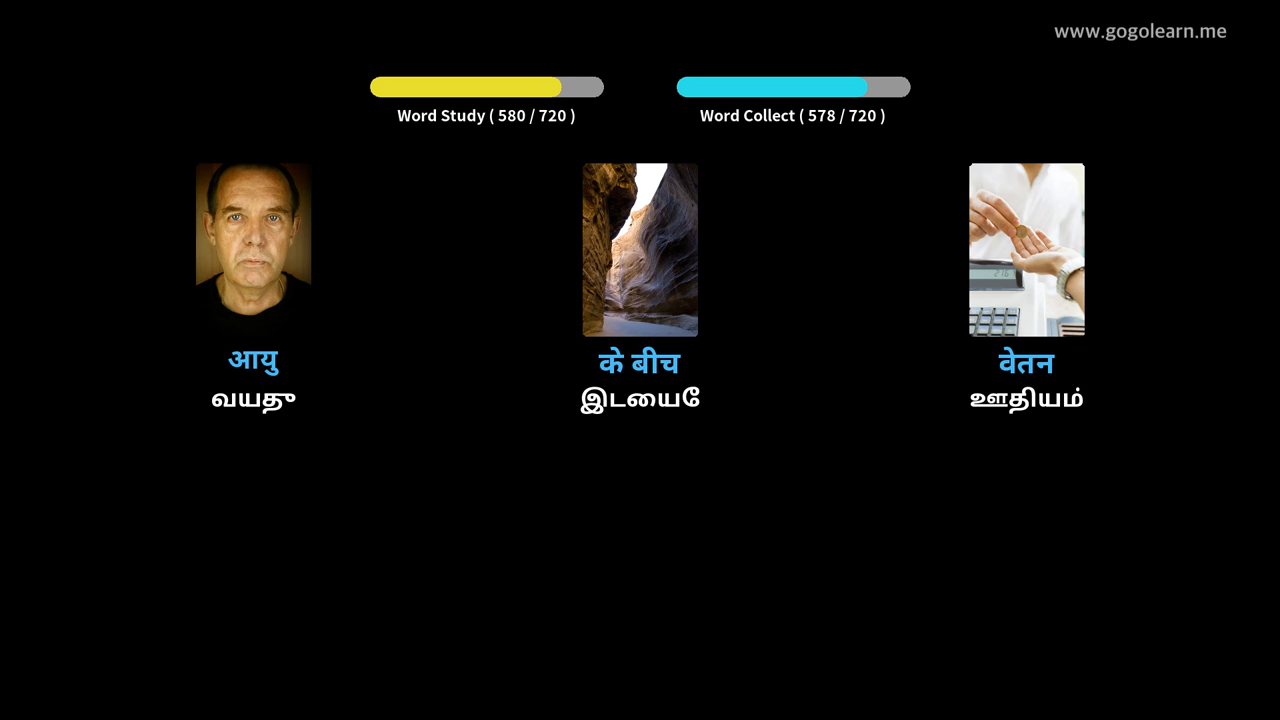 www.gogolearn.me
Word Study ( 580 / 720 )
Word Collect ( 578 / 720 )
आयु
के बीच
वेतन
வயது
இடையே
ஊதியம்